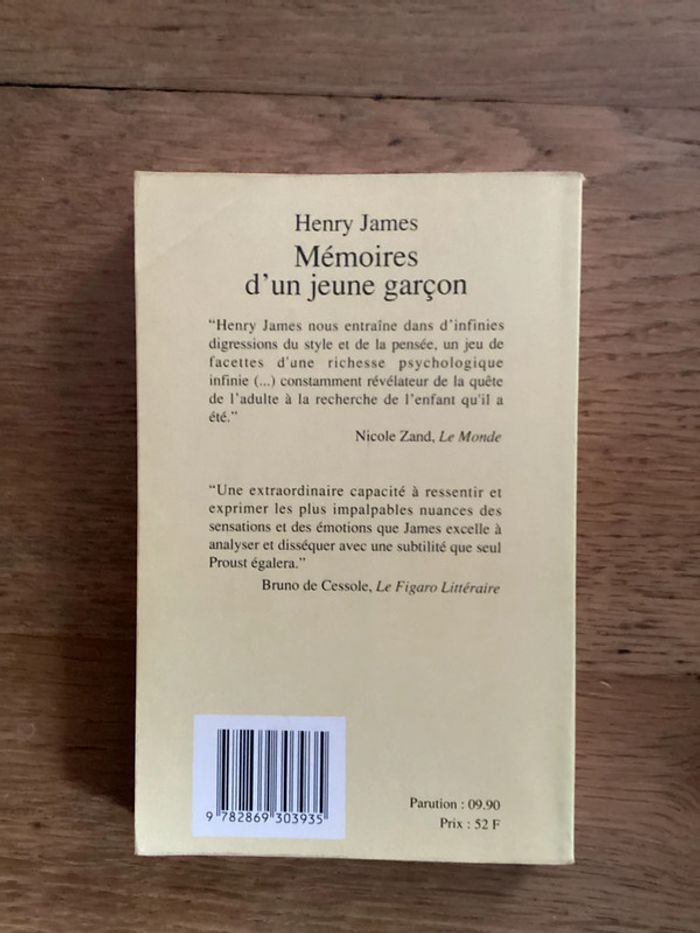 Henry James
Mémoires
d'un jeune garçon
“Henry James nous entraîne dans d'infinies
digressions du style et de la pensée, un jeu de
facettes d'une richesse psychologique
infinie (...) constamment révélateur de la quête
de l'adulte à la recherche de l'enfant qu'il a
été.”
Nicole Zand, Le Monde
“Une extraordinaire capacité à ressentir et
exprimer les plus impalpables nuances des
sensations et des émotions que James excelle à
analyser et disséquer avec une subtilité que seul
Proust égalera.”
Bruno de Cessole, Le Figaro Littéraire
9 782869 303935
Parution : 09.90
Prix : 52 F